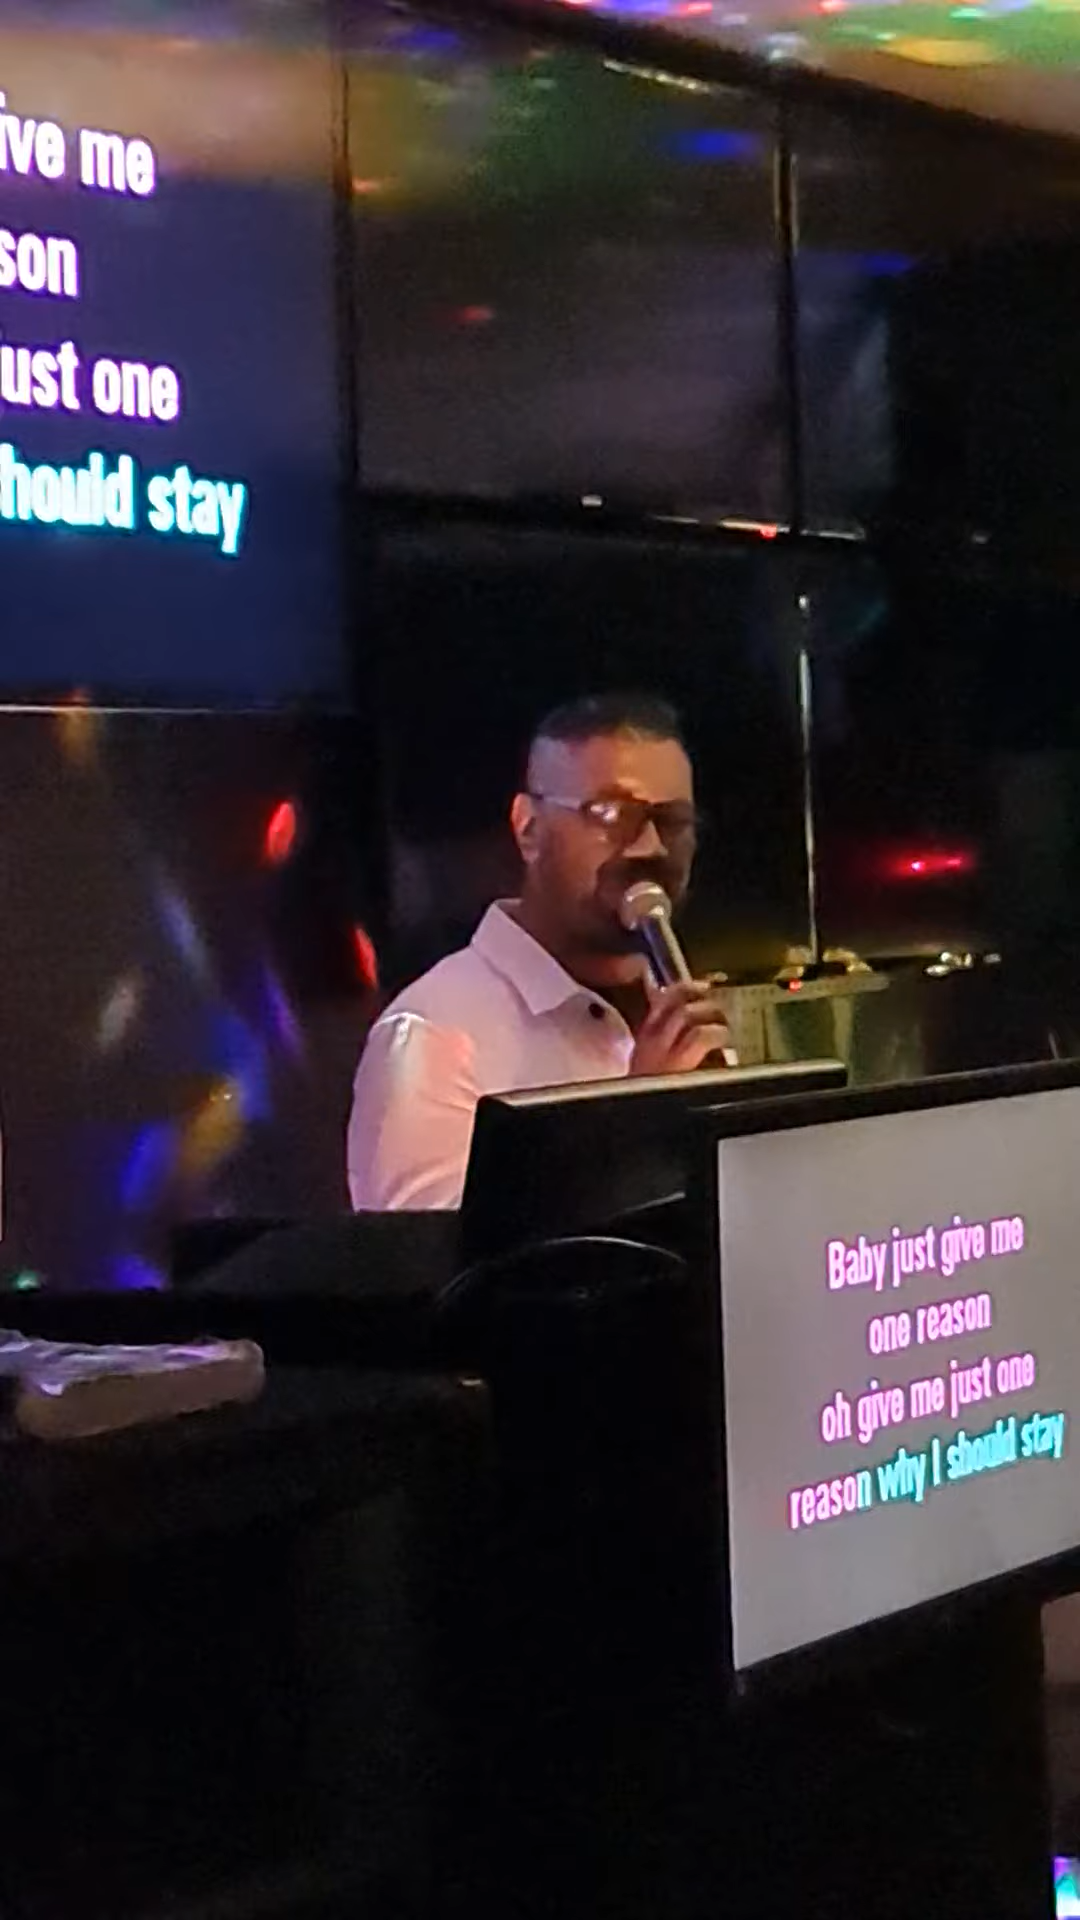 ive me
son
ust one
hould stay
Baby just give me
one reason
oh give me just one
reason why I should stay